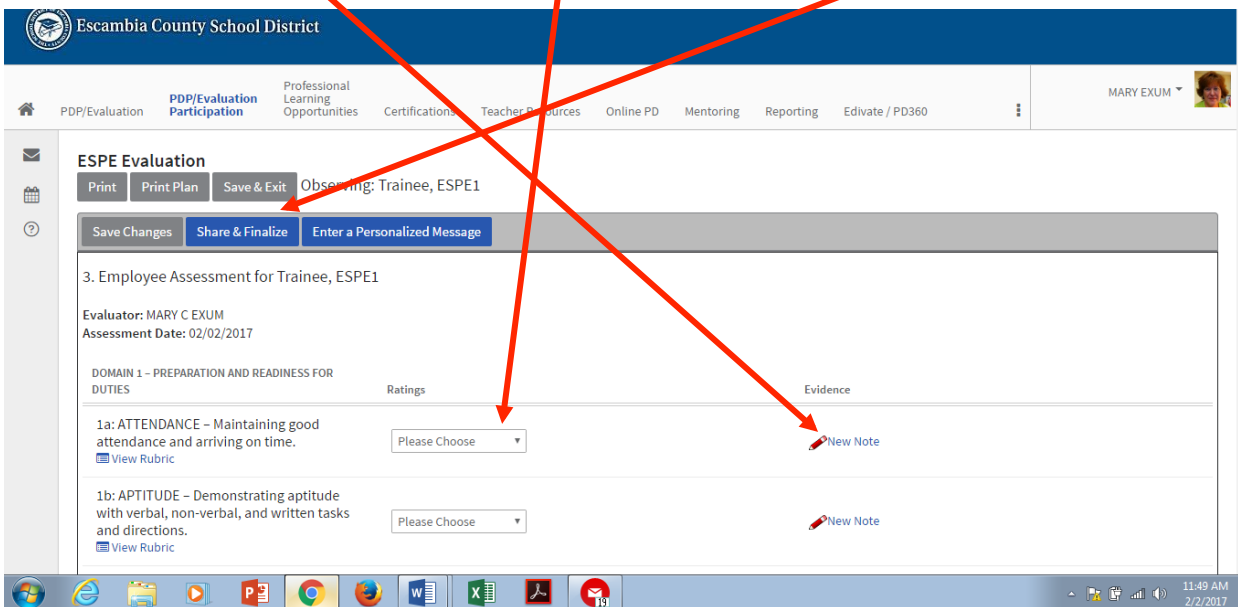 Escambia County School District
PDP/Evaluation
PDP/Evaluation
Participation
Professional
Learning
Opportunities
Certifications
Teacher Resources
Online PD
Mentoring
Reporting
Edivate / PD360
MARY EXUM
ESPE Evaluation
Print
Print Plan
Save & Exit
Observing: Trainee, ESPE1
Save Changes
Share & Finalize
Enter a Personalized Message
3. Employee Assessment for Trainee, ESPE1
Evaluator: MARY C EXUM
Assessment Date: 02/02/2017
DOMAIN 1 – PREPARATION AND READINESS FOR
DUTIES
Ratings
Evidence
1a: ATTENDANCE – Maintaining good
attendance and arriving on time.
View Rubric
Please Choose
New Note
1b: APTITUDE – Demonstrating aptitude
with verbal, non-verbal, and written tasks
and directions.
View Rubric
Please Choose
New Note
19
11:49 AM
2/2/2017